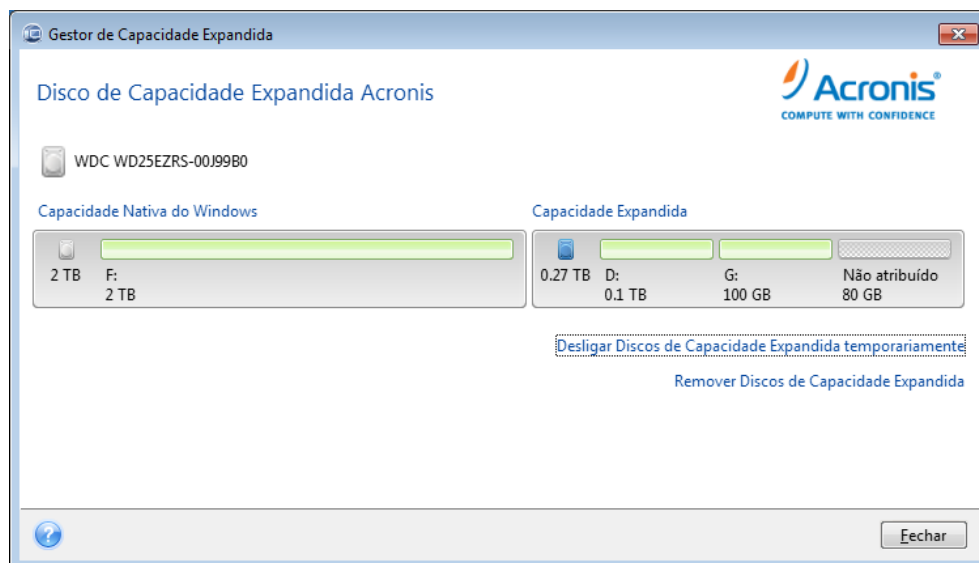 Gestor de Capacidade Expandida
Disco de Capacidade Expandida Acronis
Acronis®
COMPUTE WITH CONFIDENCE
WDC WD25EZRS-00J99B0
Capacidade Nativa do Windows
Capacidade Expandida
2 TB
F:
2 TB
0.27 TB
D:
0.1 TB
G:
100 GB
Não atribuído
80 GB
Desligar Discos de Capacidade Expandida temporariamente
Remover Discos de Capacidade Expandida
?
Fechar